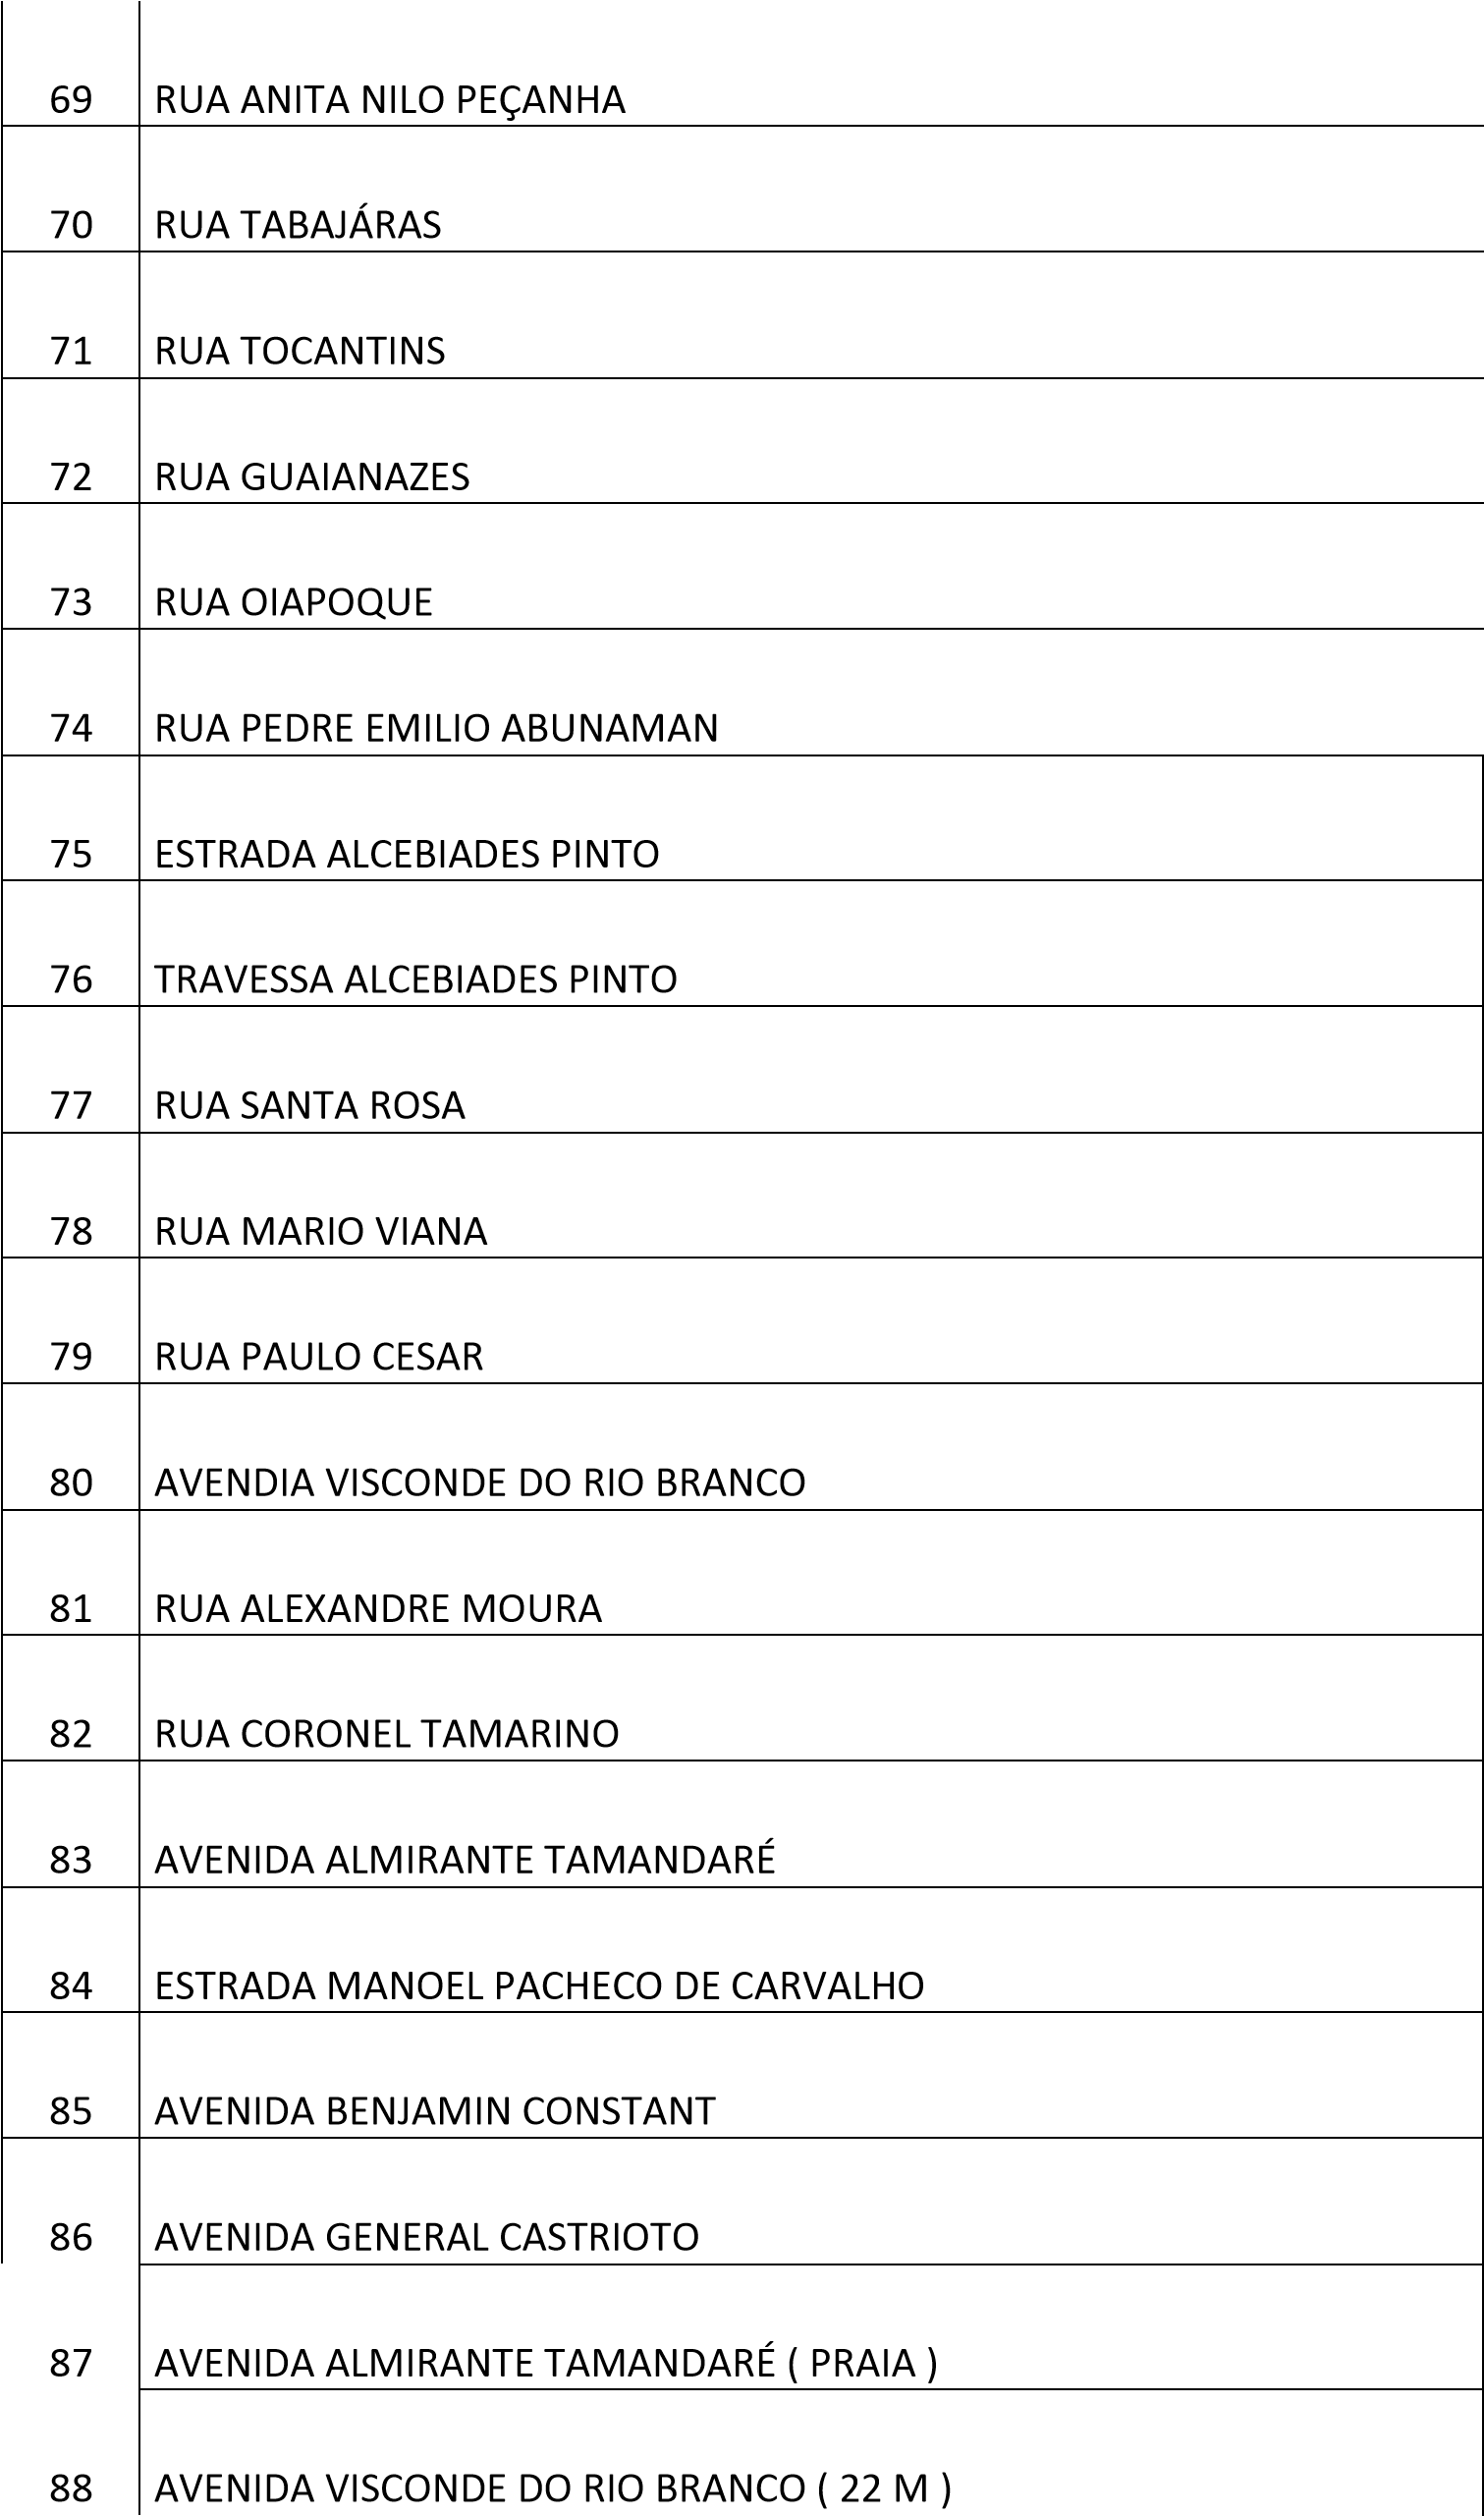 69 RUA ANITA NILO PEÇANHA
70 RUA TABAJÁRAS
71 RUA TOCANTINS
72 RUA GUAIANAZES
73 RUA OIAPOQUE
74 RUA PEDRE EMILIO ABUNAMAN
75 ESTRADA ALCEBIADES PINTO
76 TRAVESSA ALCEBIADES PINTO
77 RUA SANTA ROSA
78 RUA MARIO VIANA
79 RUA PAULO CESAR
80 AVENDIA VISCONDE DO RIO BRANCO
81 RUA ALEXANDRE MOURA
82 RUA CORONEL TAMARINO
83 AVENIDA ALMIRANTE TAMANDARÉ
84 ESTRADA MANOEL PACHECO DE CARVALHO
85 AVENIDA BENJAMIN CONSTANT
86 AVENIDA GENERAL CASTRIOTO
87 AVENIDA ALMIRANTE TAMANDARÉ ( PRAIA )
88 AVENIDA VISCONDE DO RIO BRANCO ( 22 M )